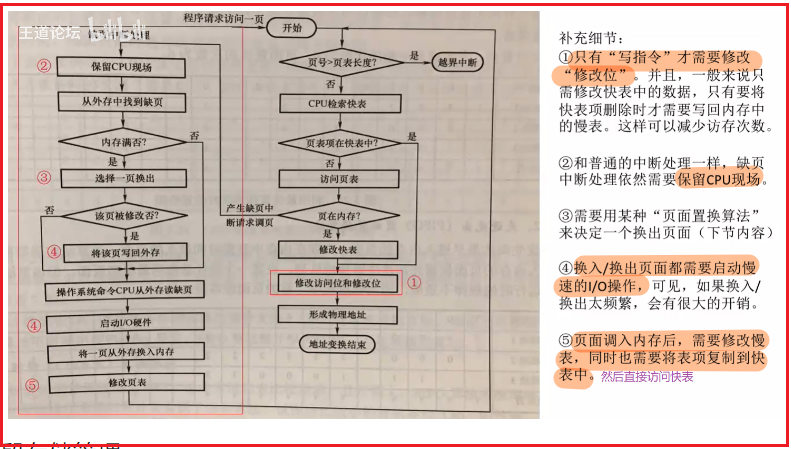 程序请求访问一页
开始
王道论坛
保留CPU现场
从外存中找到缺页
内存满否?
否
是
选择一页换出
该页被修改否?
否
是
将该页写回外存
操作系统命令CPU从外存读缺页
启动I/O硬件
将一页从外存换入内存
修改页表
②
③
④
④
⑤
页号>页表长度?
是
越界中断
否
CPU检索快表
页表项在快表中?
是
否
访问页表
页在内存?
产生缺页中
断请求调页
是
修改快表
修改访问位和修改位
①
形成物理地址
地址变换结束
补充细节:
①只有“写指令”才需要修改
“修改位”。并且,一般来说只
需修改快表中的数据,只有要将
快表项删除时才需要写回内存中
的慢表。这样可以减少访存次数。
②和普通的中断处理一样,缺页
中断处理依然需要保留CPU现场。
③需要用某种“页面置换算法”
来决定一个换出页面(下节内容)
④换入/换出页面都需要启动慢
速的I/O操作,可见,如果换入/
换出太频繁,会有很大的开销。
⑤页面调入内存后,需要修改慢
表,同时也需要将表项复制到快
表中。然后直接访问快表